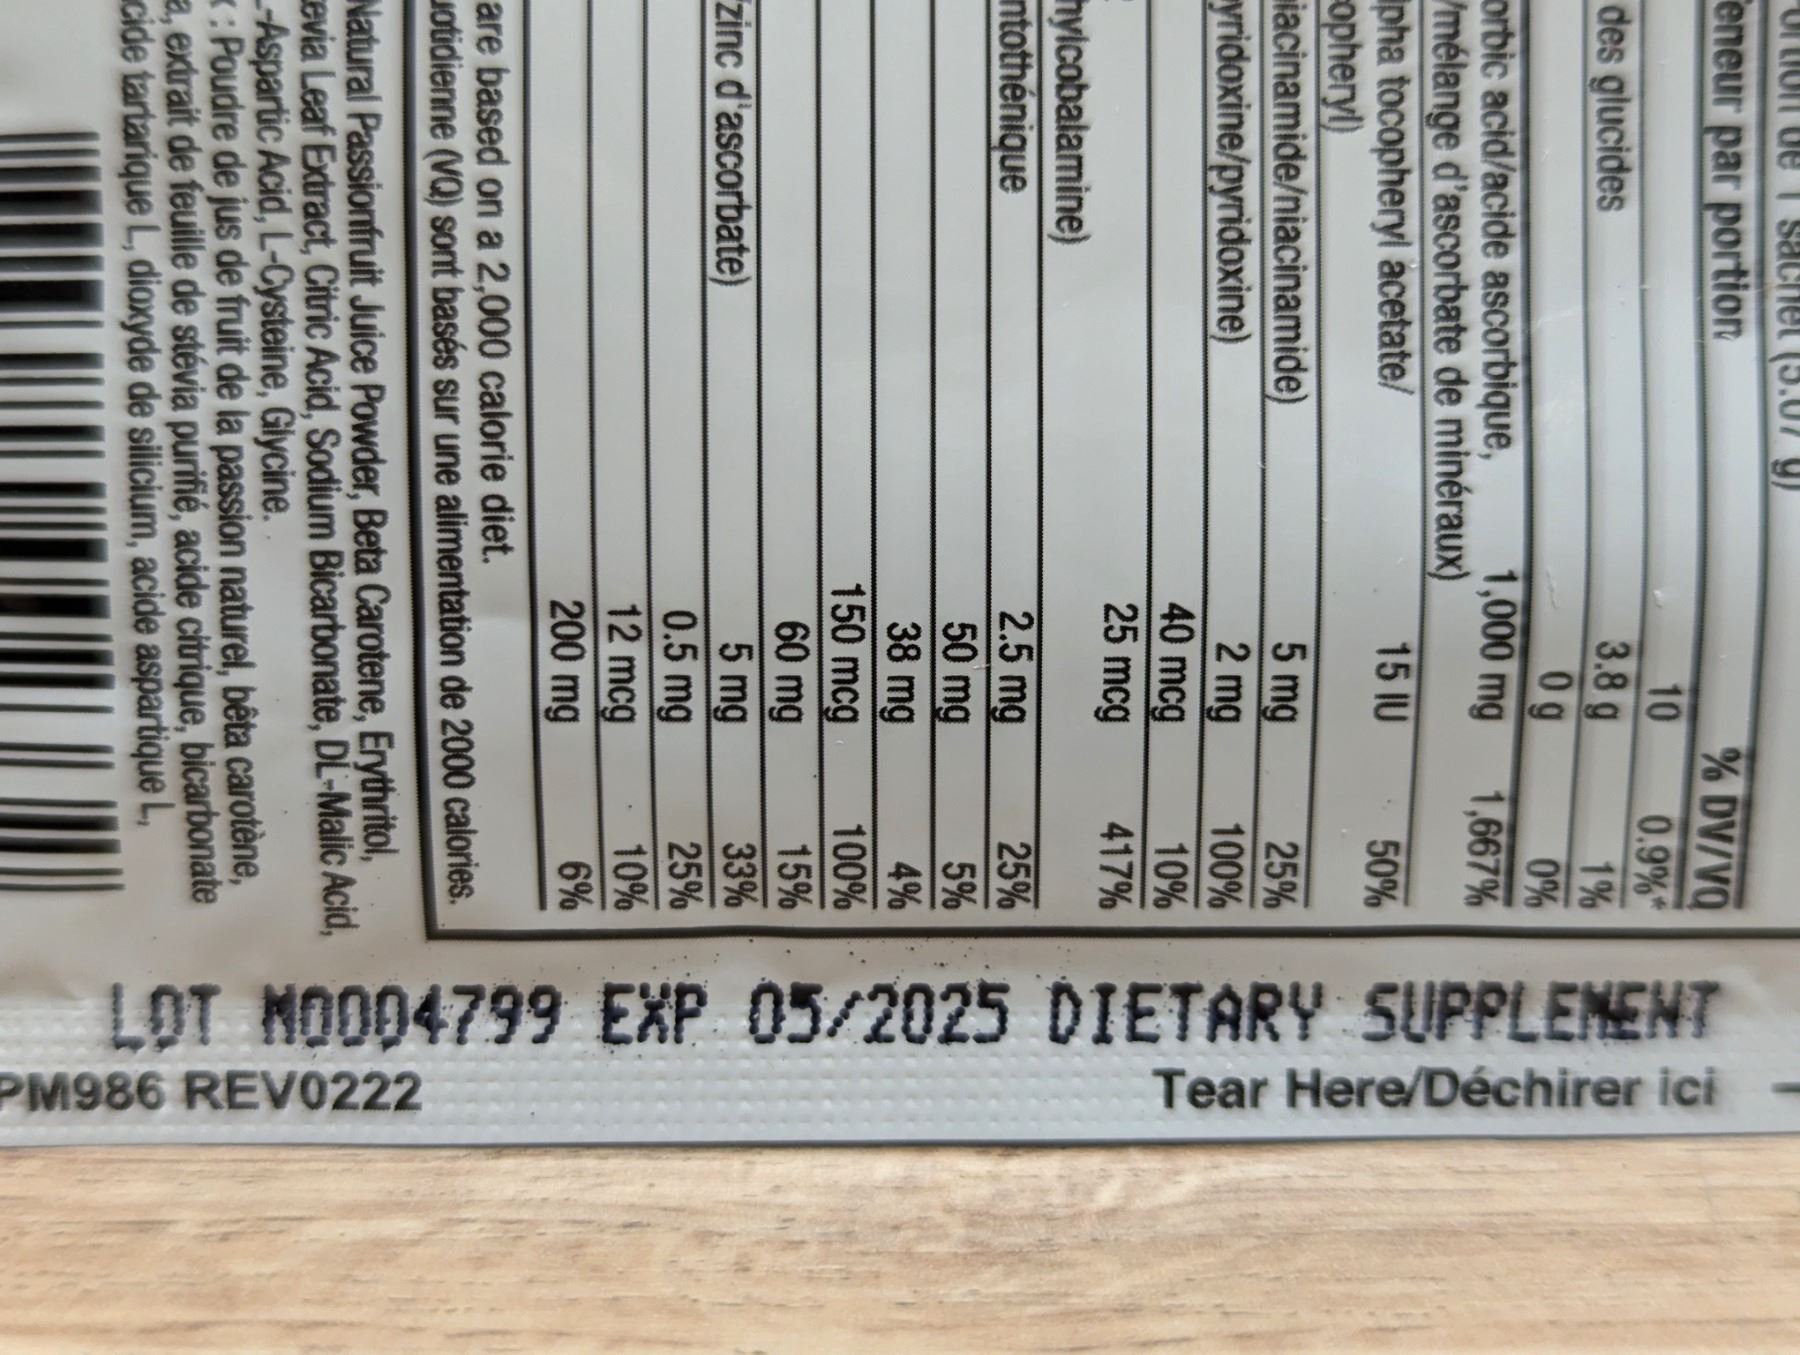 portion de 1 sachet (5.07 g)
Teneur par portion % DV/VQ
10 0.9%*
des glucides 3.8 g 1%
0 g 0%
orbic acid/acide ascorbique, 1,000 mg 1,667%
/mélange d'ascorbate de minéraux)
lpha tocopheryl acetate/ 15 IU 50%
copheryl)
iacinamide/niacinamide) 5 mg 25%
yridoxine/pyridoxine) 2 mg 100%
40 mcg 10%
25 mcg 417%
hylcobalamine)
ntothénique 2.5 mg 25%
50 mg 5%
38 mg 4%
150 mcg 100%
60 mg 15%
/zinc d'ascorbate) 5 mg 33%
0.5 mg 25%
12 mcg 10%
200 mg 6%
are based on a 2,000 calorie diet.
uotidienne (VQ) sont basés sur une alimentation de 2000 calories.
Natural Passionfruit Juice Powder, Beta Carotene, Erythritol,
tevia Leaf Extract, Citric Acid, Sodium Bicarbonate, DL-Malic Acid,
L-Aspartic Acid, L-Cysteine, Glycine.
x : Poudre de jus de fruit de la passion naturel, bêta carotène,
a, extrait de feuille de stévia purifié, acide citrique, bicarbonate
cide tartarique L, dioxyde de silicium, acide aspartique L,
LOT M0004799 EXP 05/2025 DIETARY SUPPLEMENT
PM986 REV0222 Tear Here/Déchirer ici